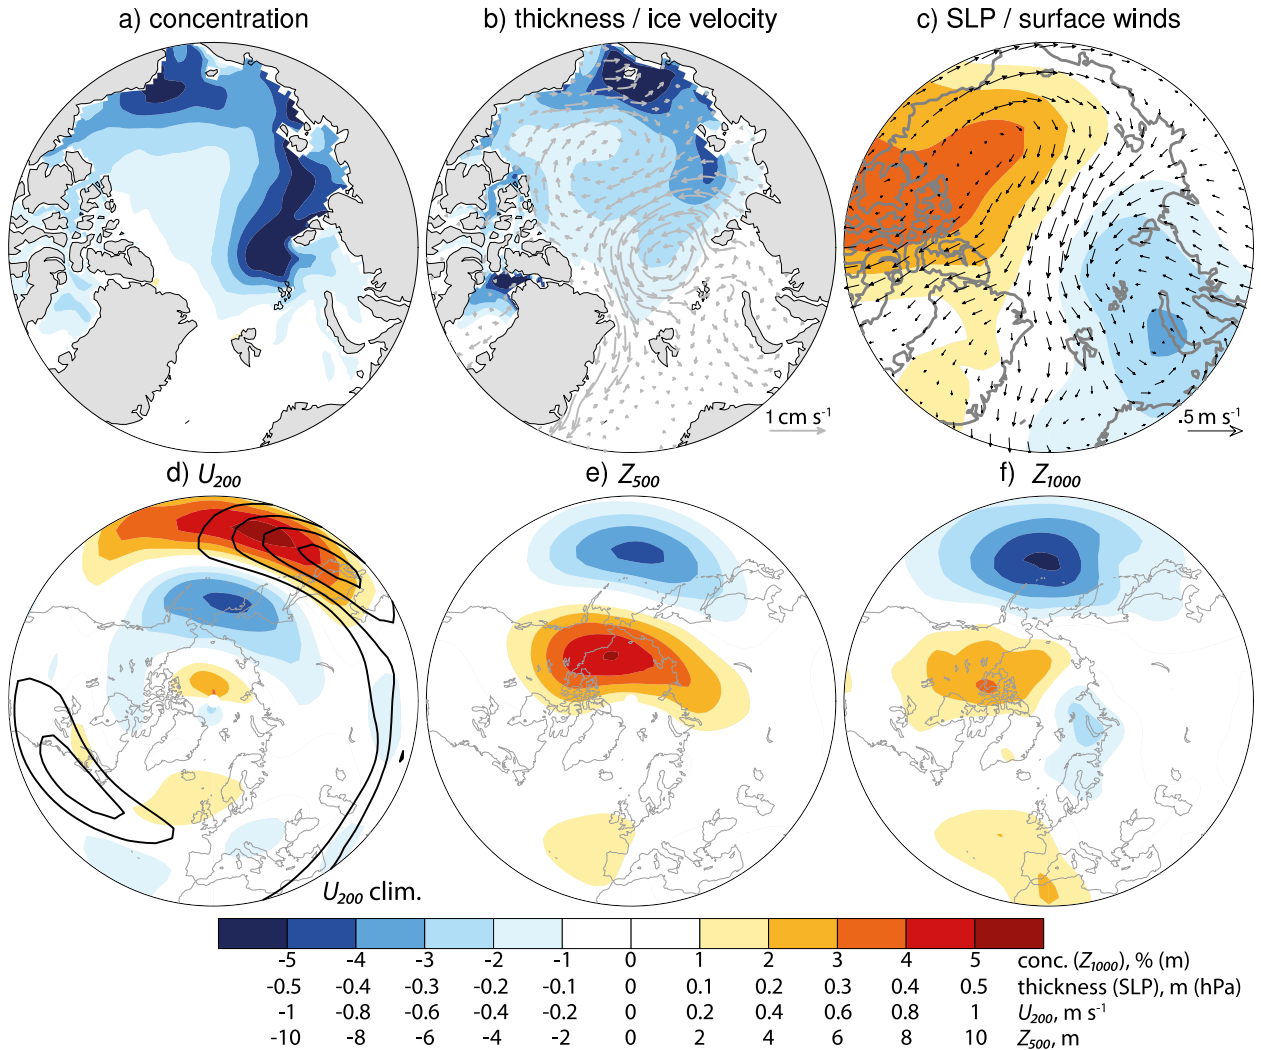 a) concentration
b) thickness / ice velocity
c) SLP / surface winds
1 cm s-1
.5 m s-1
d) U200
e) Z500
f) Z1000
U200 clim.
-5 -4 -3 -2 -1 0 1 2 3 4 5 conc. (Z1000), % (m)
-0.5 -0.4 -0.3 -0.2 -0.1 0 0.1 0.2 0.3 0.4 0.5 thickness (SLP), m (hPa)
-1 -0.8 -0.6 -0.4 -0.2 0 0.2 0.4 0.6 0.8 1 U200, m s-1
-10 -8 -6 -4 -2 0 2 4 6 8 10 Z500, m